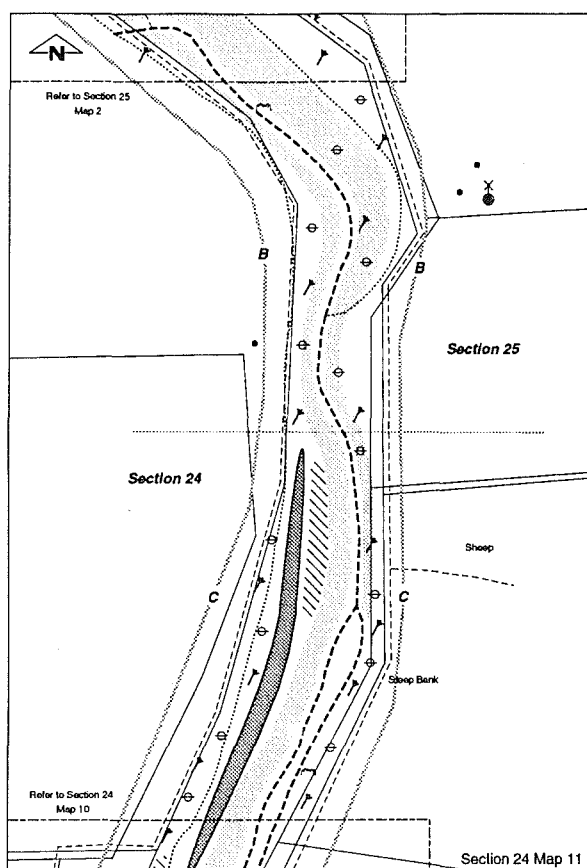 N
Refer to Section 25
Map 2
B
B
Section 25
Section 24
Sheep
C
C
Steep Bank
Refer to Section 24
Map 10
Section 24 Map 11